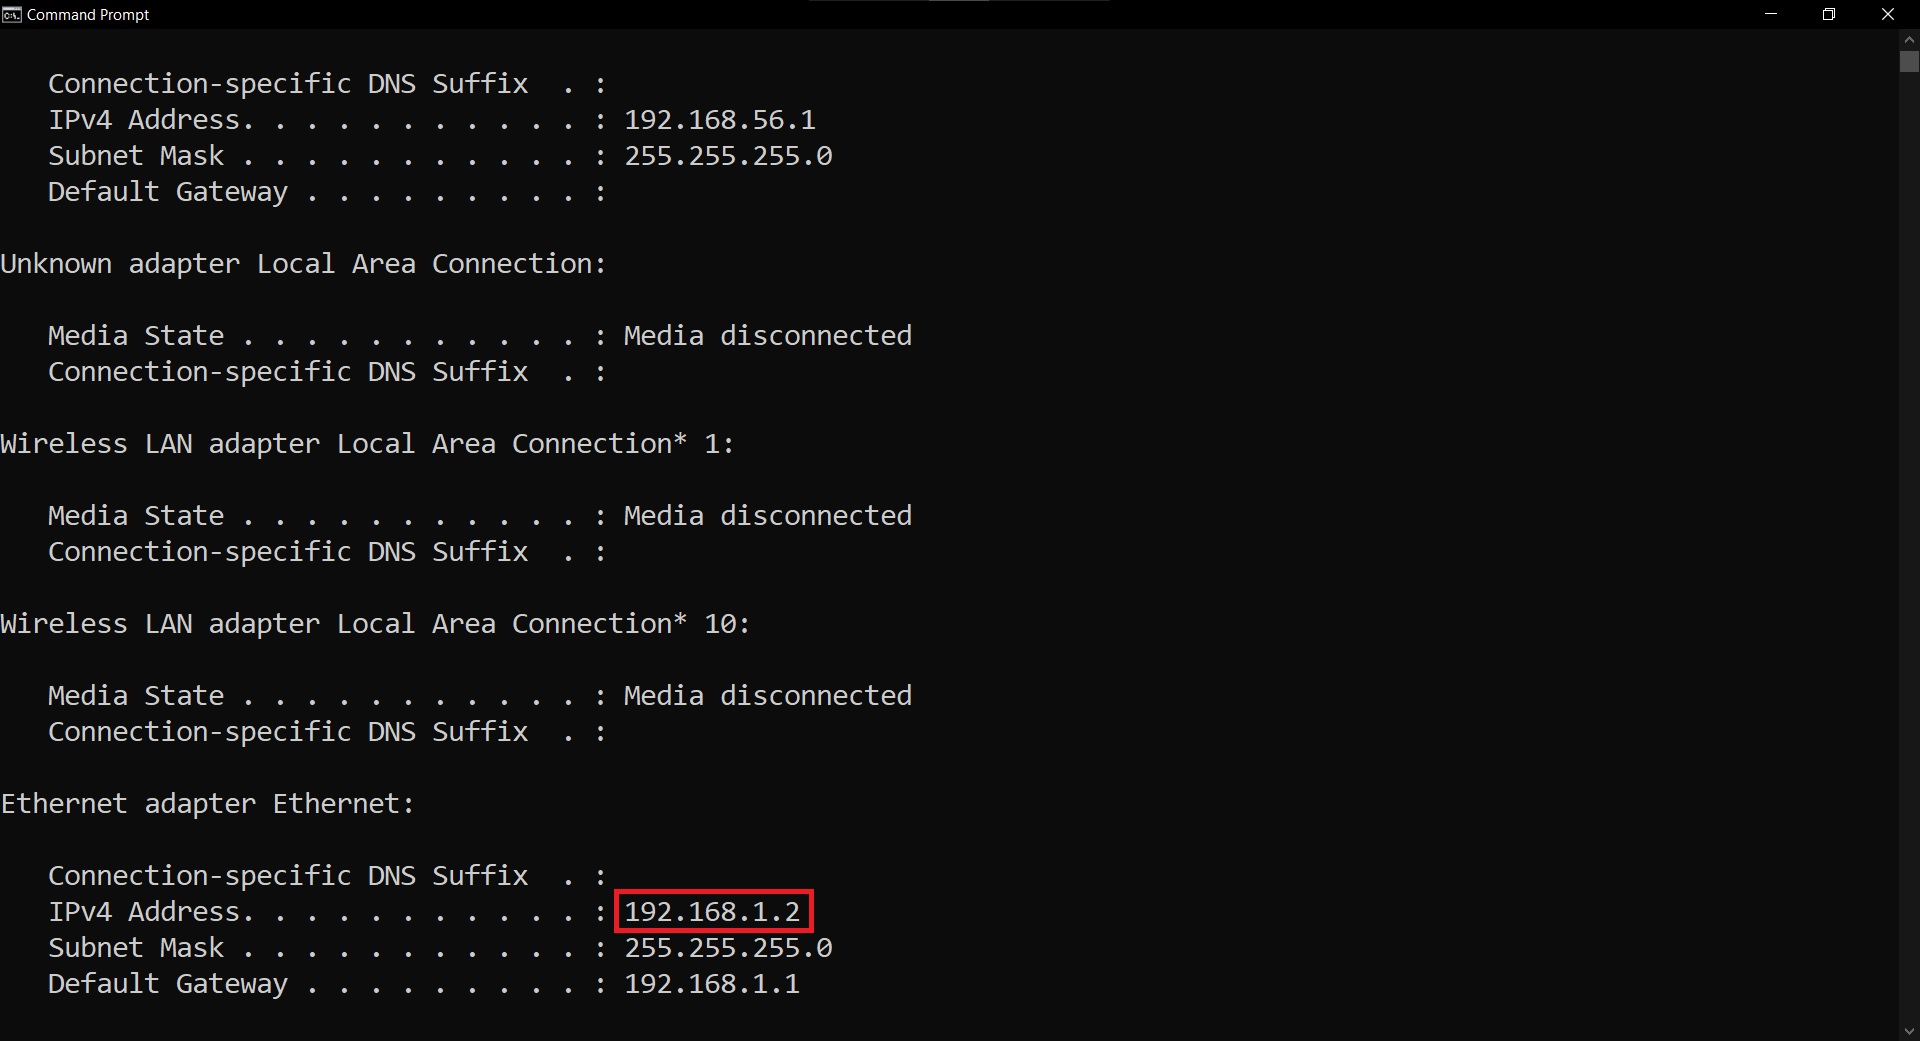 Command Prompt
Connection-specific DNS Suffix  . :
IPv4 Address. . . . . . . . . . . : 192.168.56.1
Subnet Mask . . . . . . . . . . . : 255.255.255.0
Default Gateway . . . . . . . . . :
Unknown adapter Local Area Connection:
Media State . . . . . . . . . . . : Media disconnected
Connection-specific DNS Suffix  . :
Wireless LAN adapter Local Area Connection* 1:
Media State . . . . . . . . . . . : Media disconnected
Connection-specific DNS Suffix  . :
Wireless LAN adapter Local Area Connection* 10:
Media State . . . . . . . . . . . : Media disconnected
Connection-specific DNS Suffix  . :
Ethernet adapter Ethernet:
Connection-specific DNS Suffix  . :
IPv4 Address. . . . . . . . . . . : 192.168.1.2
Subnet Mask . . . . . . . . . . . : 255.255.255.0
Default Gateway . . . . . . . . . : 192.168.1.1